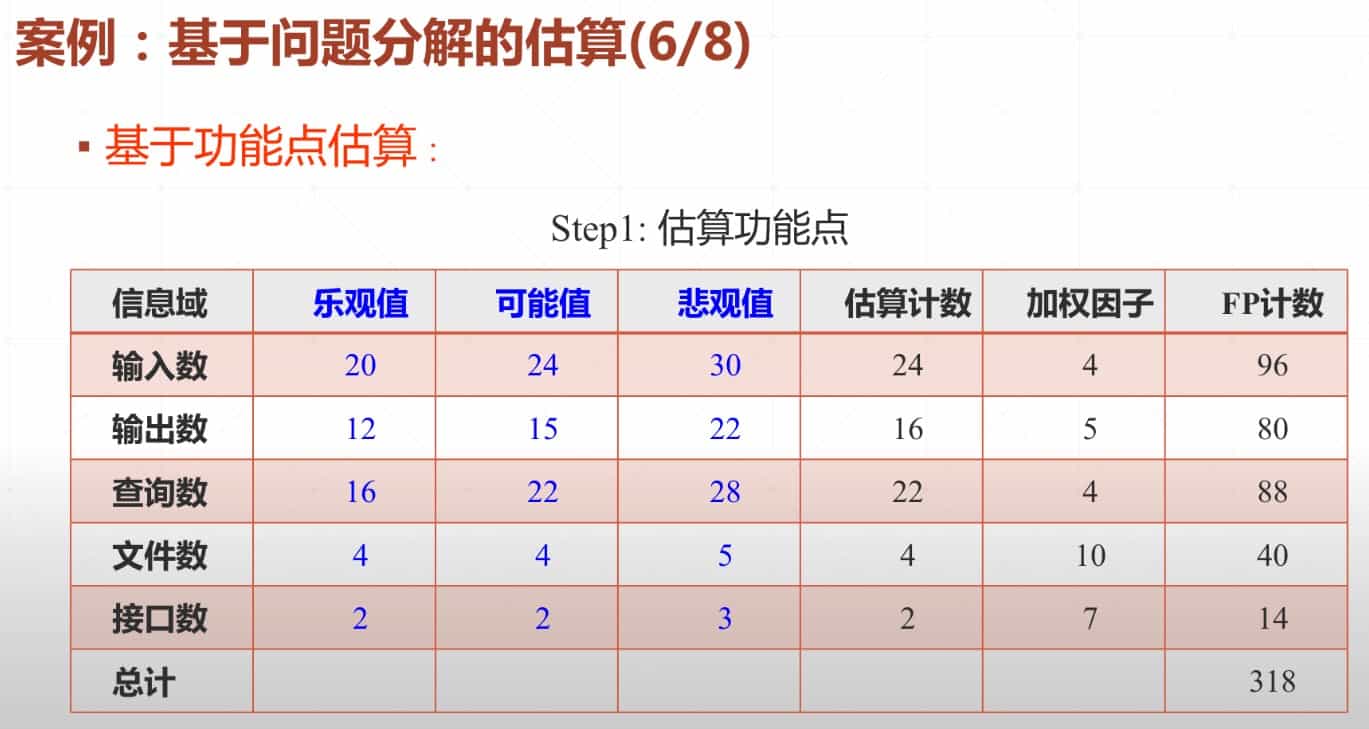 案例：基于问题分解的估算(6/8)
▪ 基于功能点估算：
Step1: 估算功能点
信息域 乐观值 可能值 悲观值 估算计数 加权因子 FP计数
输入数 20 24 30 24 4 96
输出数 12 15 22 16 5 80
查询数 16 22 28 22 4 88
文件数 4 4 5 4 10 40
接口数 2 2 3 2 7 14
总计 318